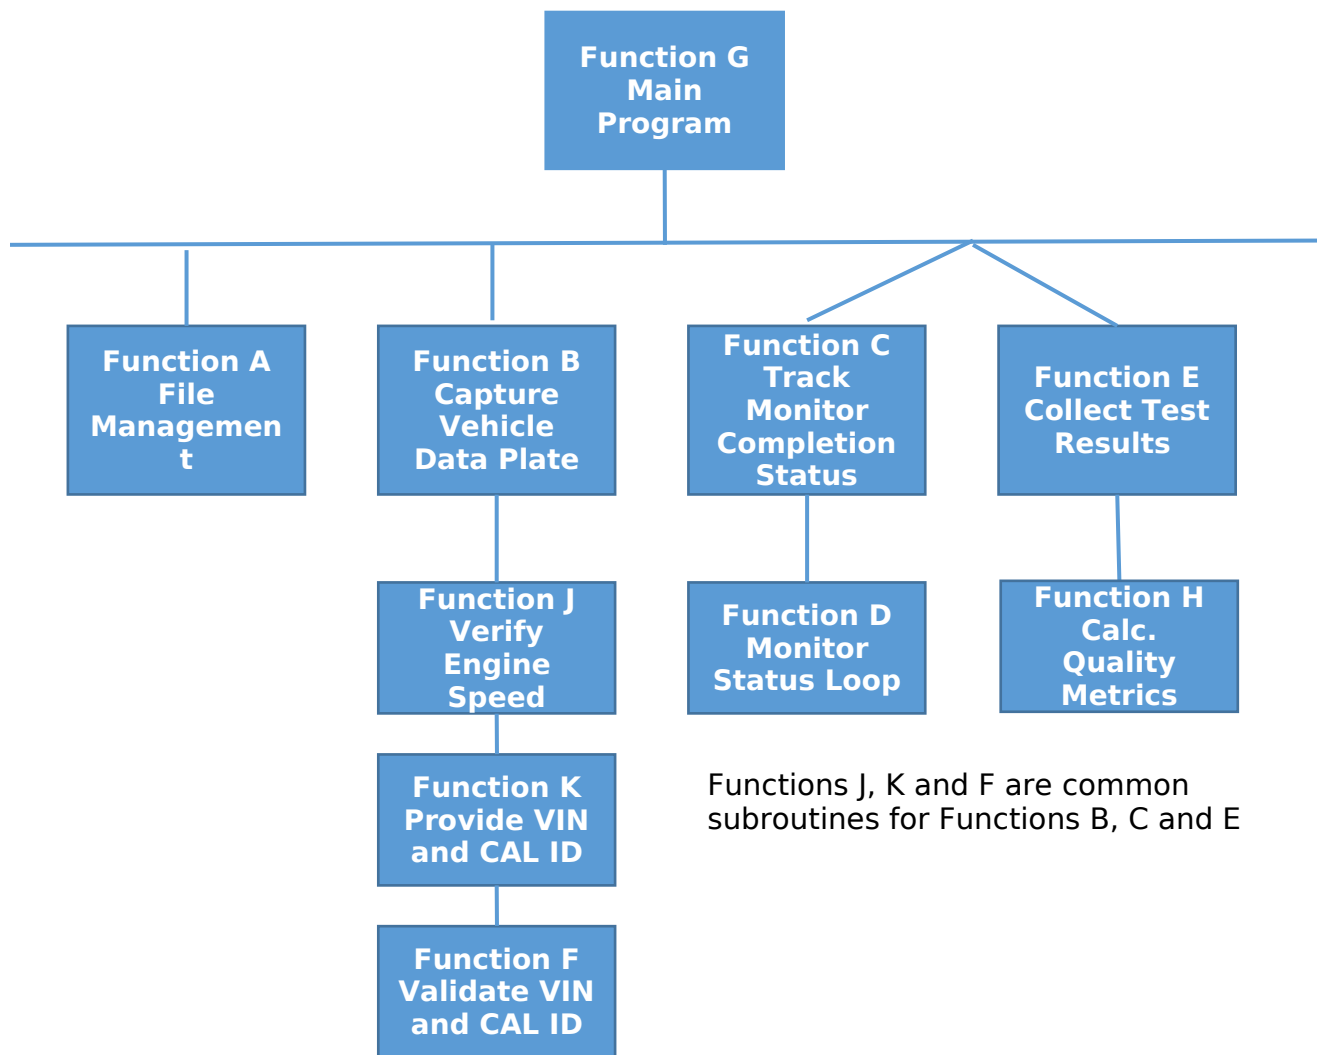 Function G
Main
Program
Function A
File
Managemen
t
Function B
Capture
Vehicle
Data Plate
Function C
Track
Monitor
Completion
Status
Function E
Collect Test
Results
Function J
Verify
Engine
Speed
Function D
Monitor
Status Loop
Function H
Calc.
Quality
Metrics
Function K
Provide VIN
and CAL ID
Functions J, K and F are common
subroutines for Functions B, C and E
Function F
Validate VIN
and CAL ID